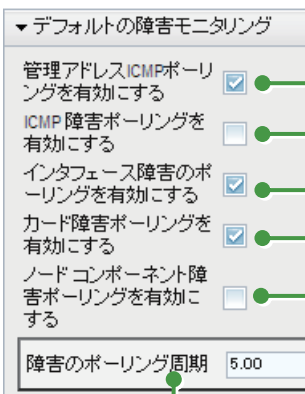 デフォルトの障害モニタリング
管理アドレスICMPポーリ
ングを有効にする
ICMP 障害ポーリングを
有効にする
インタフェース障害のポ
ーリングを有効にする
カード障害ポーリングを
有効にする
ノード コンポーネント障
害ポーリングを有効に
する
障害のポーリング周期 5.00